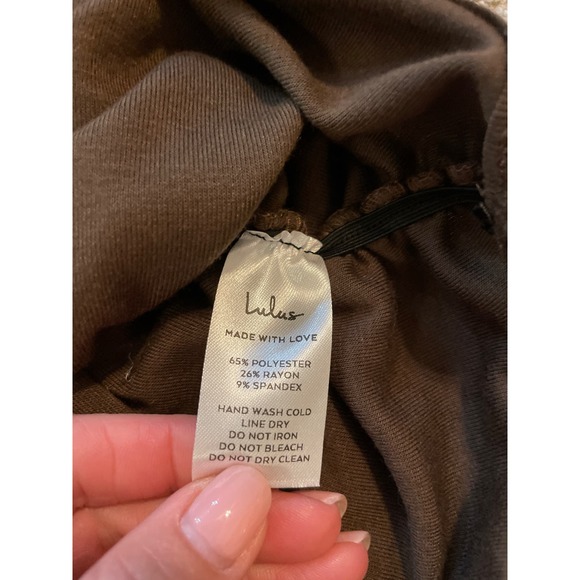 Lulus
MADE WITH LOVE
65% POLYESTER
26% RAYON
9% SPANDEX
HAND WASH COLD
LINE DRY
DO NOT IRON
DO NOT BLEACH
DO NOT DRY CLEAN